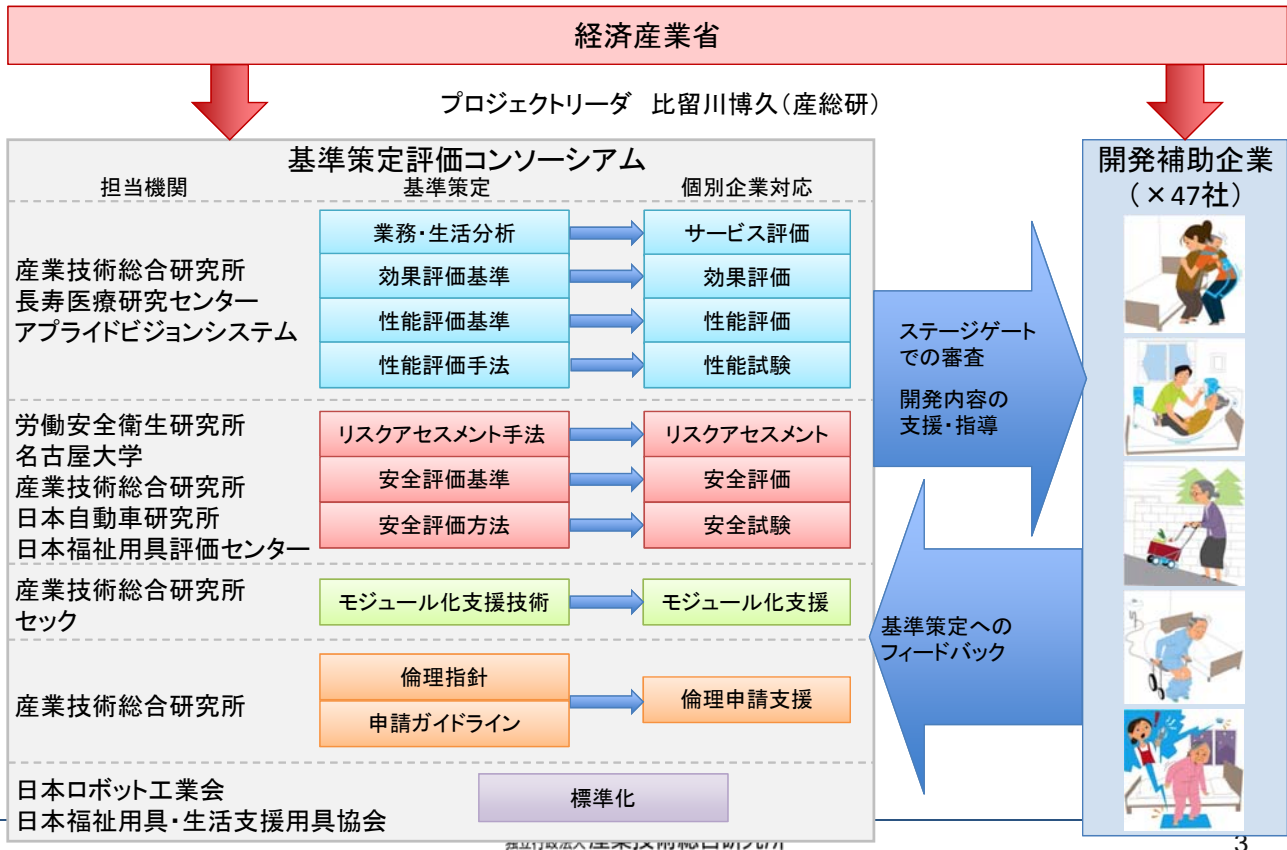 経済産業省
プロジェクトリーダ 比留川博久(産総研)
基準策定評価コンソーシアム
担当機関
基準策定
個別企業対応
産業技術総合研究所
長寿医療研究センター
アプライドビジョンシステム
業務・生活分析
サービス評価
効果評価基準
効果評価
性能評価基準
性能評価
性能評価手法
性能試験
労働安全衛生研究所
名古屋大学
産業技術総合研究所
日本自動車研究所
日本福祉用具評価センター
リスクアセスメント手法
リスクアセスメント
安全評価基準
安全評価
安全評価方法
安全試験
産業技術総合研究所
セック
モジュール化支援技術
モジュール化支援
産業技術総合研究所
倫理指針
申請ガイドライン
倫理申請支援
日本ロボット工業会
日本福祉用具・生活支援用具協会
標準化
ステージゲート
での審査
開発内容の
支援・指導
基準策定への
フィードバック
開発補助企業
(×47社)
独立行政法人 産業技術総合研究所
3